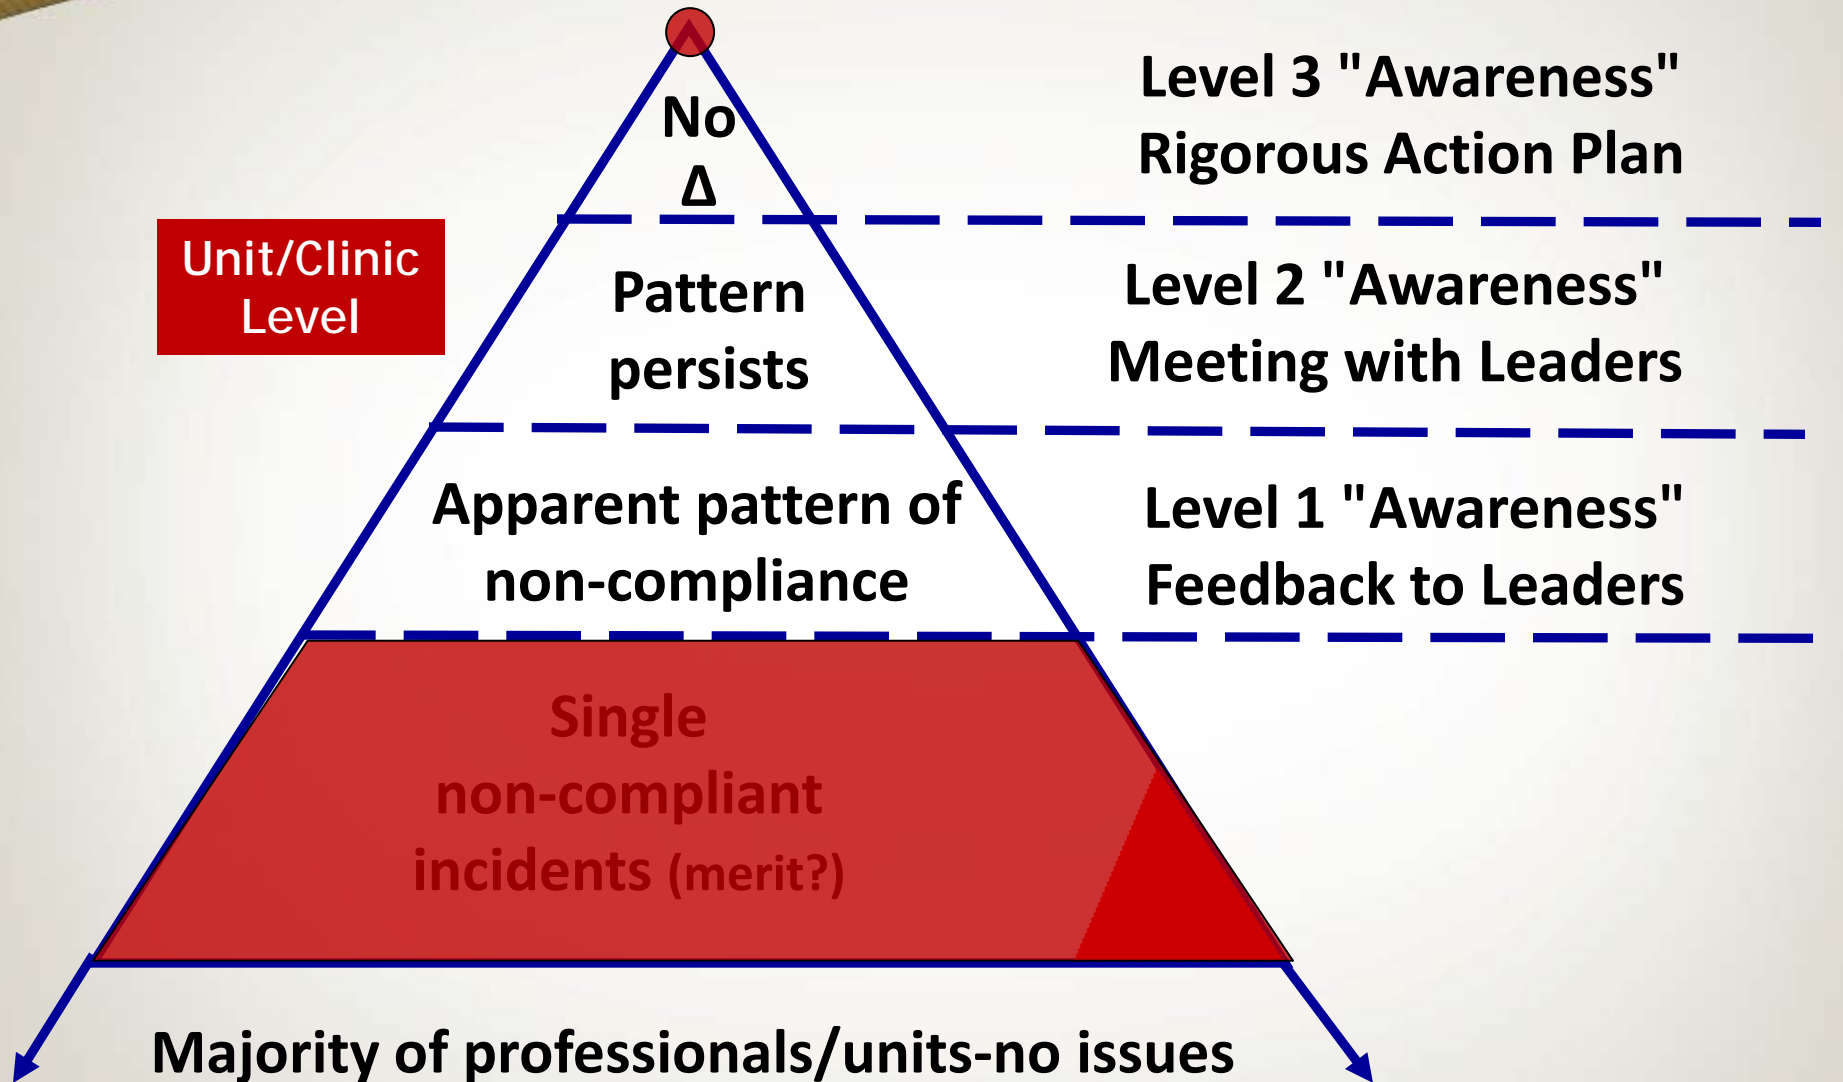 No
Δ
Level 3 "Awareness"
Rigorous Action Plan
Unit/Clinic
Level
Pattern
persists
Level 2 "Awareness"
Meeting with Leaders
Apparent pattern of
non-compliance
Level 1 "Awareness"
Feedback to Leaders
Single
non-compliant
incidents (merit?)
Majority of professionals/units-no issues